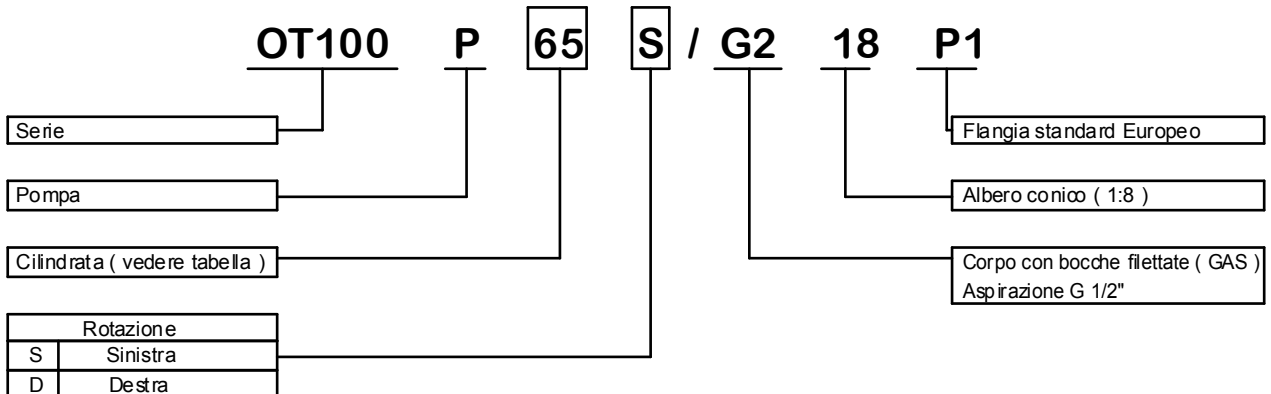 OT100 P 65 S / G2 18 P1
Serie
Flangia standard Europeo
Pompa
Albero conico ( 1:8 )
Cilindrata ( vedere tabella )
Corpo con bocche filettate ( GAS )
Aspirazione G 1/2"
Rotazione
S Sinistra
D Destra